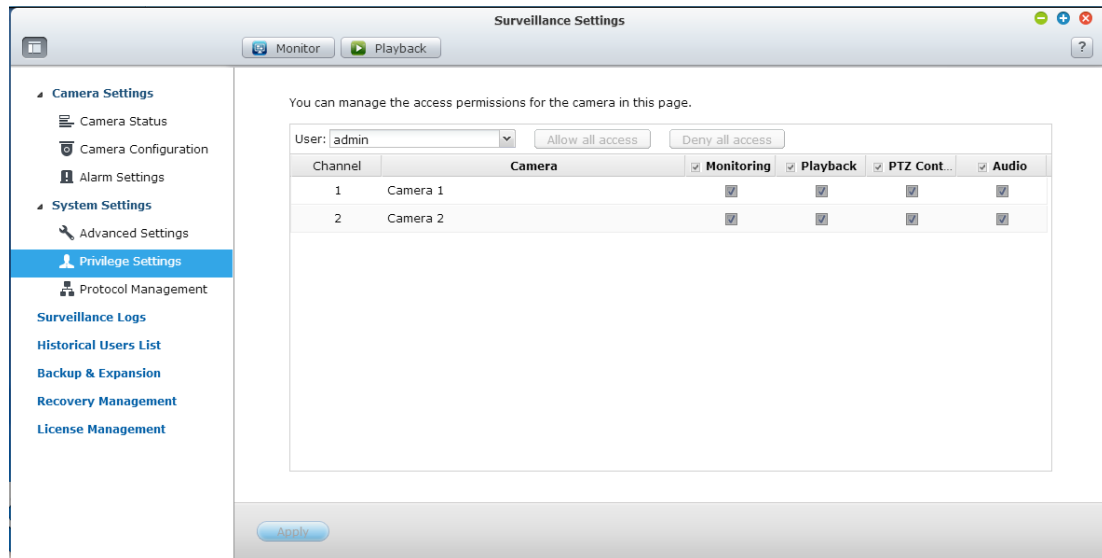 Surveillance Settings
Monitor Playback ?
Camera Settings
Camera Status
Camera Configuration
Alarm Settings
System Settings
Advanced Settings
Privilege Settings
Protocol Management
Surveillance Logs
Historical Users List
Backup & Expansion
Recovery Management
License Management
You can manage the access permissions for the camera in this page.
User: admin Allow all access Deny all access
Channel Camera Monitoring Playback PTZ Cont... Audio
1 Camera 1
2 Camera 2
Apply